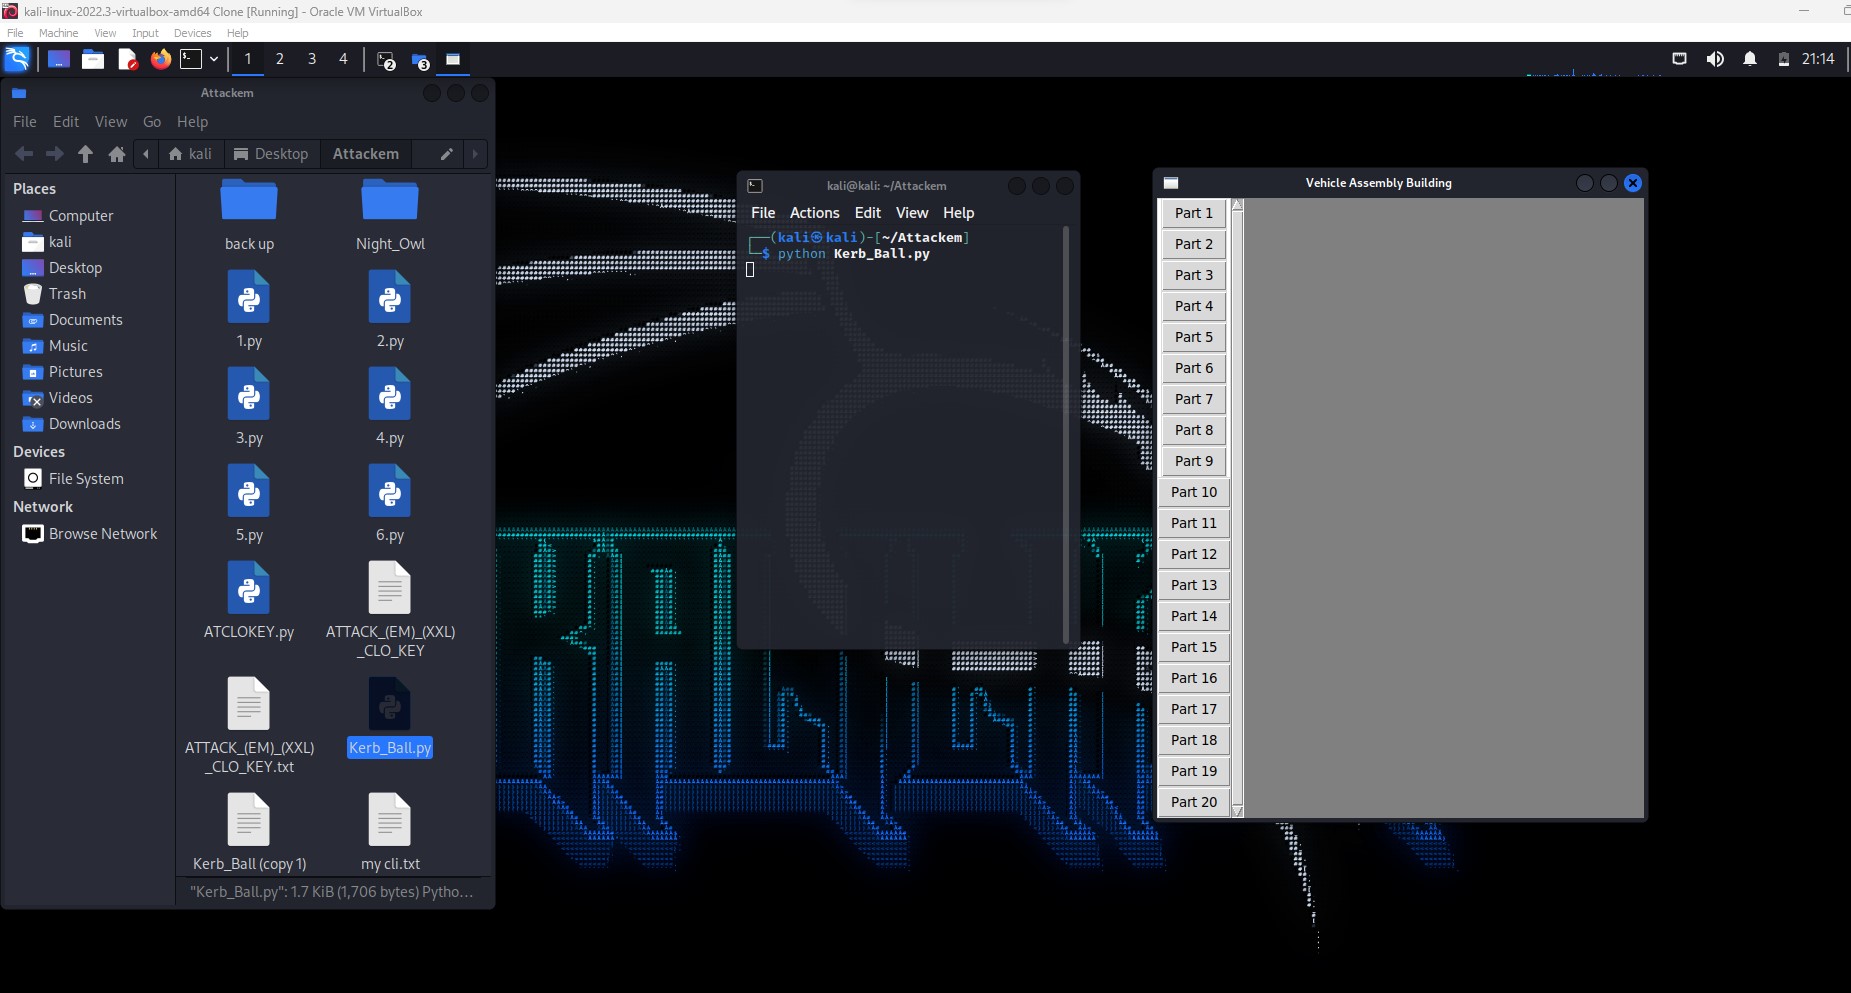 kali-linux-2022.3-virtualbox-amd64 Clone [Running] - Oracle VM VirtualBox
File Machine View Input Devices Help
1 2 3 4 2 3 21:14
Attackem
File Edit View Go Help
kali Desktop Attackem
Places
Computer
kali
Desktop
Trash
Documents
Music
Pictures
Videos
Downloads
Devices
File System
Network
Browse Network
back up Night_Owl
1.py 2.py
3.py 4.py
5.py 6.py
ATCLOKEY.py ATTACK_(EM)_(XXL)
_CLO_KEY
ATTACK_(EM)_(XXL)
_CLO_KEY.txt
Kerb_Ball.py
Kerb_Ball (copy 1) my cli.txt
"Kerb_Ball.py": 1.7 KiB (1,706 bytes) Pytho...
kali@kali: ~/Attackem
File Actions Edit View Help
(kali㉿kali)-[~/Attackem]
$ python Kerb_Ball.py
Vehicle Assembly Building
Part 1
Part 2
Part 3
Part 4
Part 5
Part 6
Part 7
Part 8
Part 9
Part 10
Part 11
Part 12
Part 13
Part 14
Part 15
Part 16
Part 17
Part 18
Part 19
Part 20